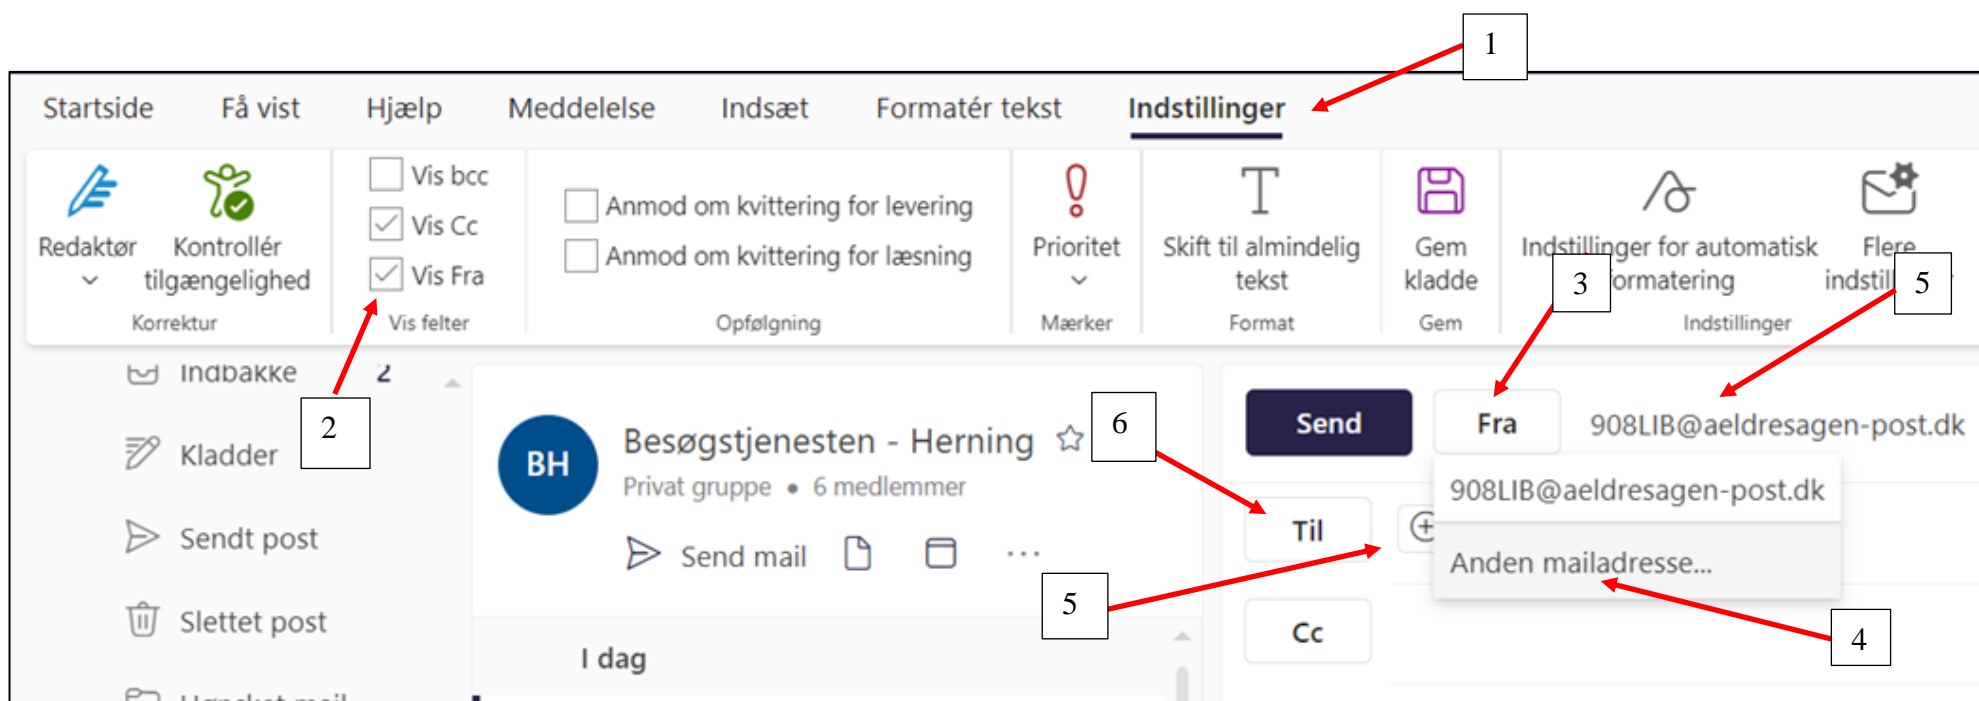 1
Startside Få vist Hjælp Meddelelse Indsæt Formatér tekst Indstillinger
Vis bcc
Vis Cc
Vis Fra
Anmod om kvittering for levering
Anmod om kvittering for læsning
Redaktør
Kontrollér
tilgængelighed
Prioritet
Skift til almindelig
tekst
Gem
kladde
Indstillinger for automatisk
Flere
3
5
Korrektur Vis felter Opfølgning Mærker Format Gem Indstillinger
Indbakke 2
2
Kladder
Sendt post
Slettet post
BH
Besøgstjenesten - Herning
Privat gruppe • 6 medlemmer
Send mail ...
I dag
6
5
Send Fra 908LIB@aeldresagen-post.dk
908LIB@aeldresagen-post.dk
Til
Anden mailadresse...
Cc
4